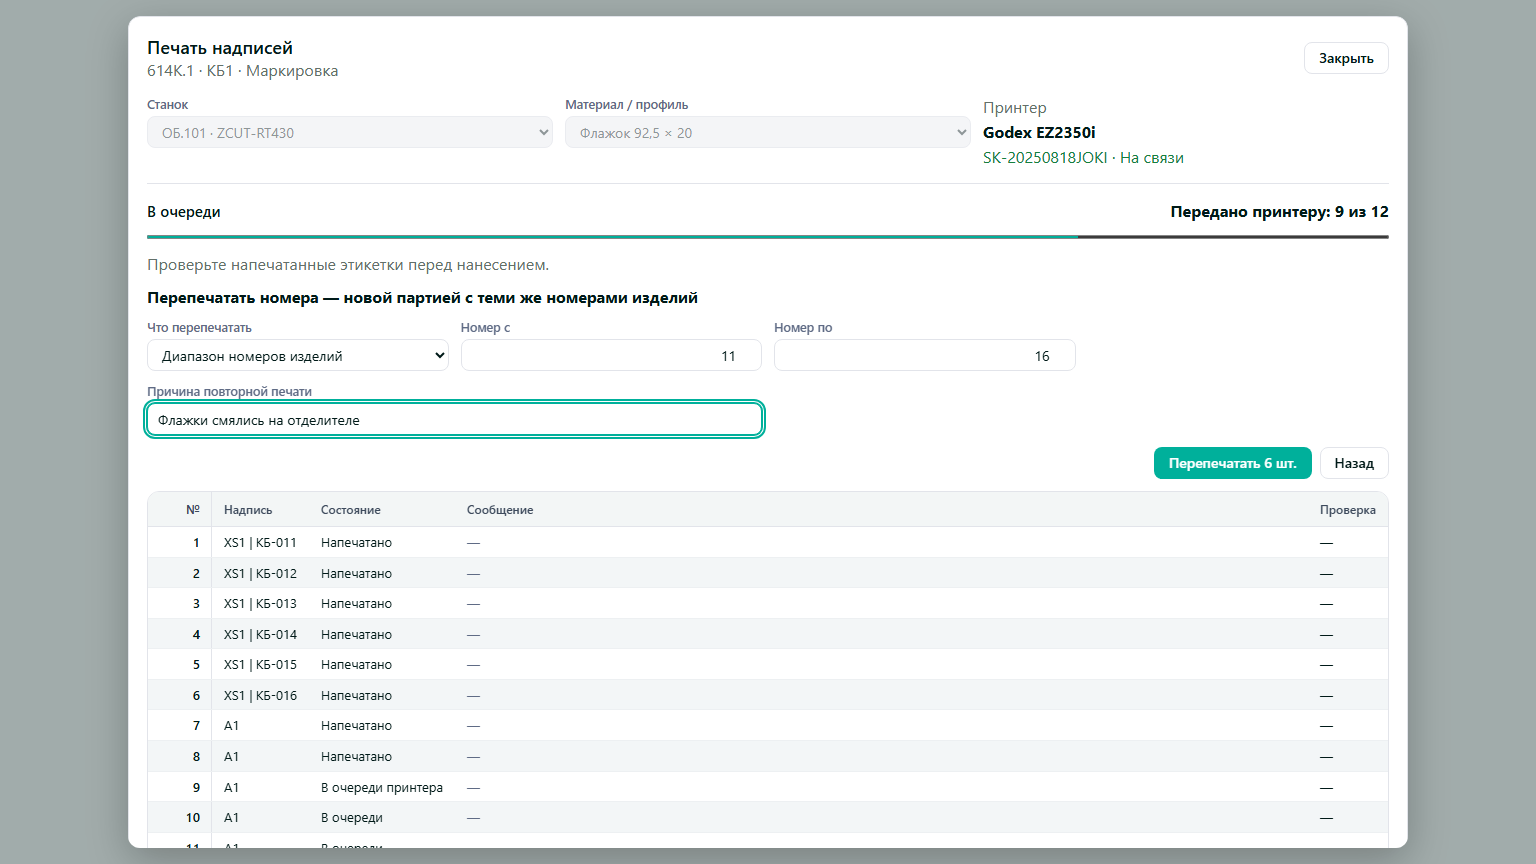 Печать надписей
614К.1 · КБ1 · Маркировка
Закрыть
Станок
ОБ.101 · ZCUT-RT430
Материал / профиль
Флажок 92,5 × 20
Принтер
Godex EZ2350i
SK-20250818JOKI · На связи
В очереди
Передано принтеру: 9 из 12
Проверьте напечатанные этикетки перед нанесением.
Перепечатать номера — новой партией с теми же номерами изделий
Что перепечатать
Диапазон номеров изделий
Номер с
11
Номер по
16
Причина повторной печати
Флажки смялись на отделителе
Перепечатать 6 шт.
Назад
№ Надпись Состояние Сообщение Проверка
1 XS1 | КБ-011 Напечатано — —
2 XS1 | КБ-012 Напечатано — —
3 XS1 | КБ-013 Напечатано — —
4 XS1 | КБ-014 Напечатано — —
5 XS1 | КБ-015 Напечатано — —
6 XS1 | КБ-016 Напечатано — —
7 A1 Напечатано — —
8 A1 Напечатано — —
9 A1 В очереди принтера — —
10 A1 В очереди — —
11 A1 В очереди